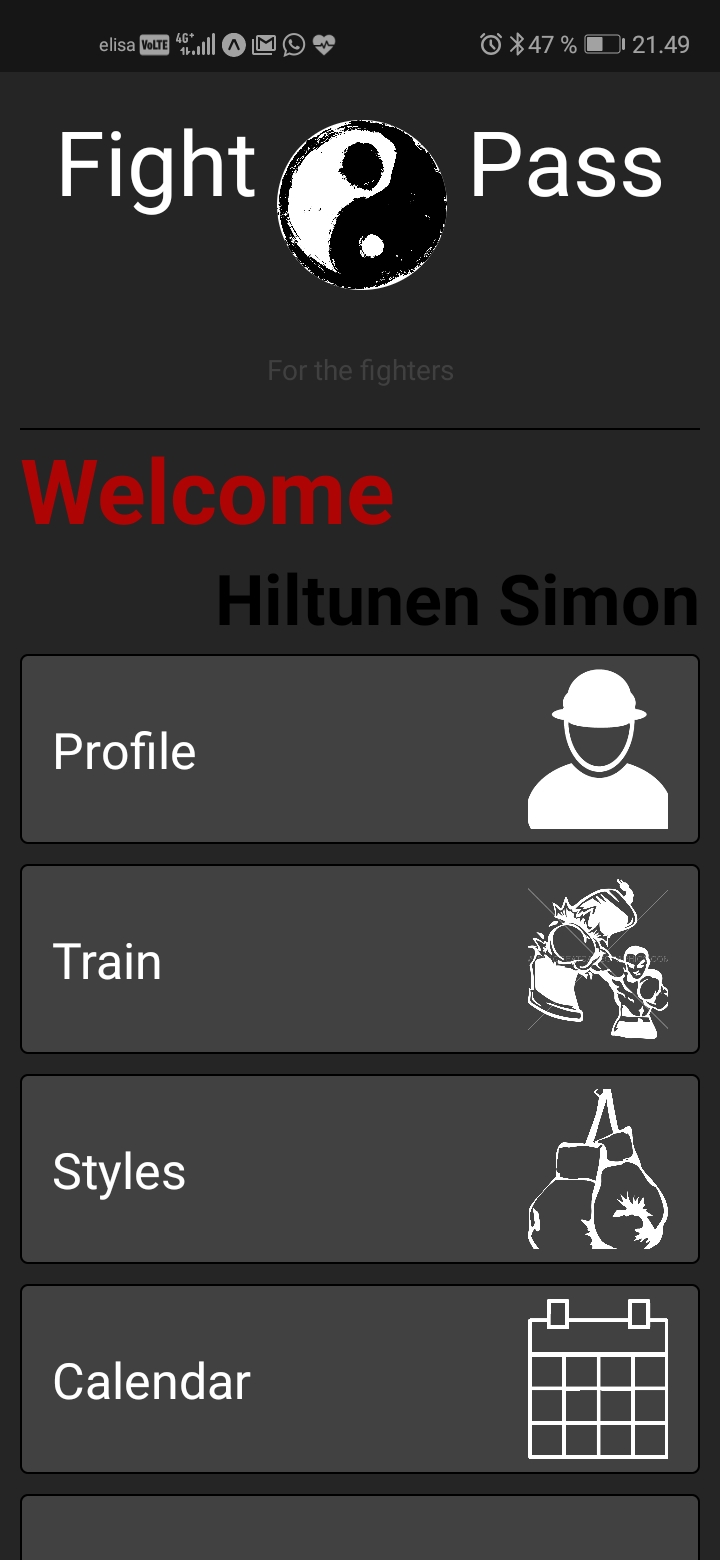 elisa VoLTE 4G+ 47 % 21.49
Fight Pass
For the fighters
Welcome
Hiltunen Simon
Profile
Train
Styles
Calendar